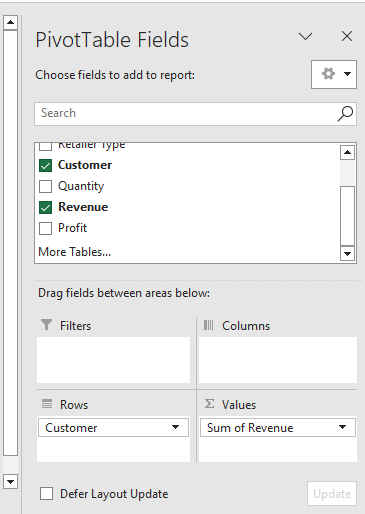 PivotTable Fields
Choose fields to add to report:
Search
Retailer Type
Customer
Quantity
Revenue
Profit
More Tables...
Drag fields between areas below:
Filters
Columns
Rows
Σ Values
Customer
Sum of Revenue
Defer Layout Update
Update